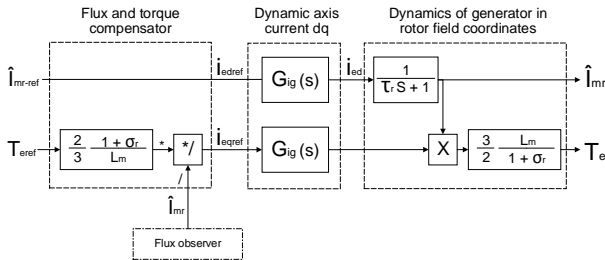 Flux and torque
compensator
Dynamic axis
current dq
Dynamics of generator in
rotor field coordinates
Îmr-ref
iedref
Gig (s)
ied
1
τr S + 1
Îmr
Teref
2
3
1 + σr
Lm
*
*/
/
ieqref
Gig (s)
X
3
2
Lm
1 + σr
Te
Îmr
Flux observer